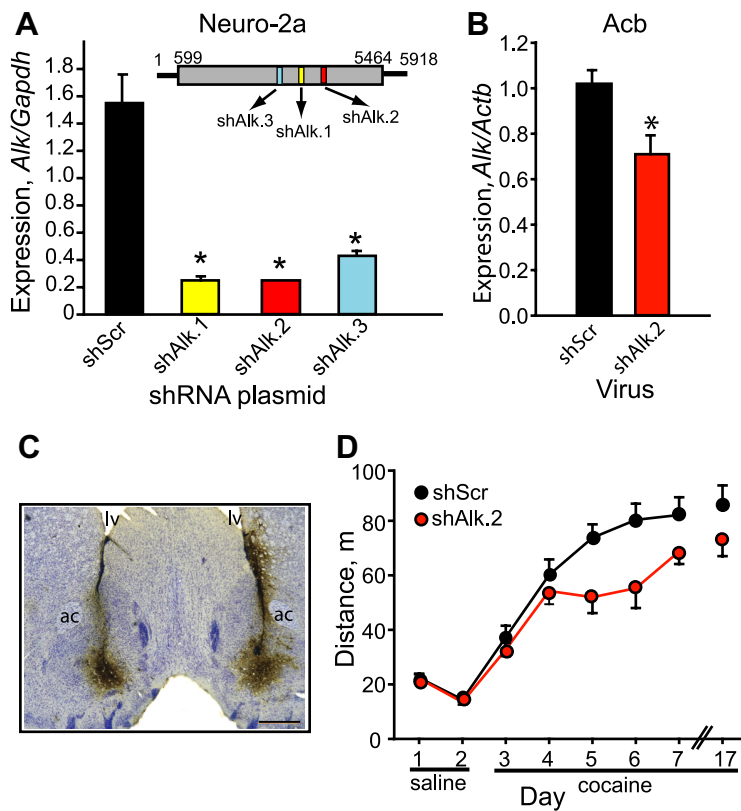 A
Neuro-2a
Expression, Alk/Gapdh
1.8
1.6
1.4
1.2
1.0
0.8
0.6
0.4
0.2
0
1
599
5464
5918
shAlk.3
shAlk.1
shAlk.2
*
*
*
shScr
shAlk.1
shAlk.2
shAlk.3
shRNA plasmid
B
Acb
Expression, Alk/Actb
1.2
1.0
0.8
0.6
0.4
0.2
0.0
*
shScr
shAlk.2
Virus
C
lv
lv
ac
ac
D
Distance, m
100
80
60
40
20
0
shScr
shAlk.2
1
2
3
4
5
6
7
17
saline
cocaine
Day